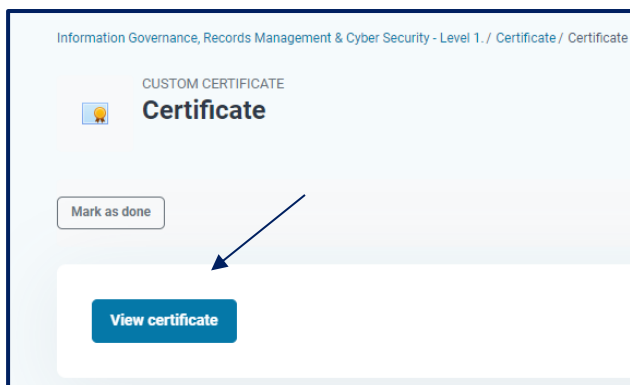 Information Governance, Records Management & Cyber Security - Level 1. / Certificate / Certificate
CUSTOM CERTIFICATE
Certificate
Mark as done
View certificate